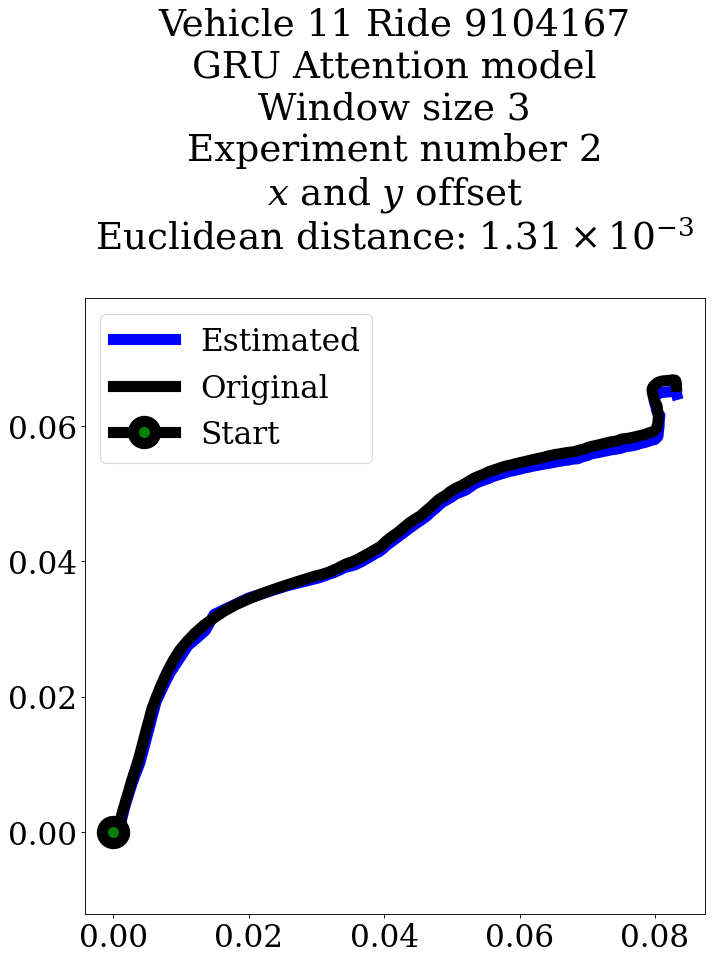 Vehicle 11 Ride 9104167
GRU Attention model
Window size 3
Experiment number 2
x and y offset
Euclidean distance: 1.31 × 10⁻³
Estimated
Original
Start
0.06
0.04
0.02
0.00
0.00 0.02 0.04 0.06 0.08